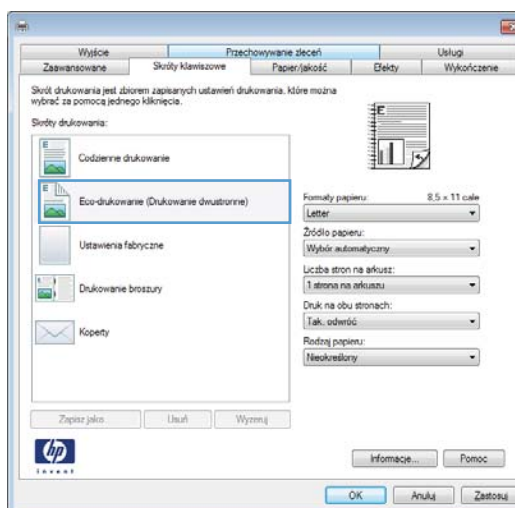 Wyjście
Przechowywanie zleceń
Usługi
Zaawansowane
Skróty klawiszowe
Papier/jakość
Efekty
Wykończenie
Skrót drukowania jest zbiorem zapisanych ustawień drukowania, które można
wybrać za pomocą jednego kliknięcia.
Skróty drukowania:
Codzienne drukowanie
Eco-drukowanie (Drukowanie dwustronne)
Ustawienia fabryczne
Drukowanie broszury
Koperty
Formaty papieru: 8,5 × 11 cale
Letter
Źródło papieru:
Wybór automatyczny
Liczba stron na arkusz:
1 strona na arkuszu
Druk na obu stronach:
Tak, odwróć
Rodzaj papieru:
Nieokreślony
Zapisz jako
Usuń
Wyzeruj
hp
invent
Informacje...
Pomoc
OK
Anuluj
Zastosuj